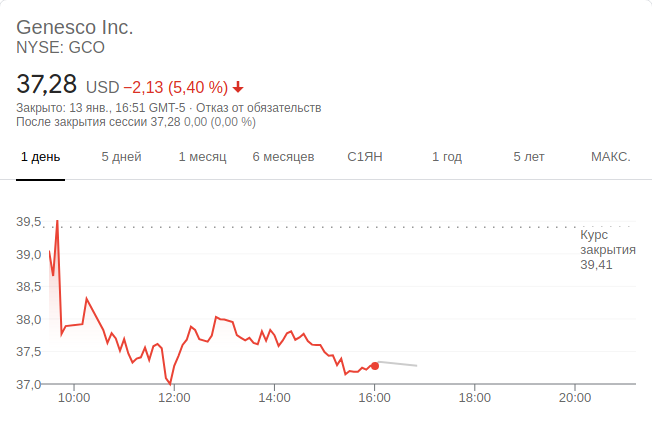 Genesco Inc.
NYSE: GCO
37,28 USD −2,13 (5,40 %)
Закрыто: 13 янв., 16:51 GMT-5 · Отказ от обязательств
После закрытия сессии 37,28 0,00 (0,00 %)
1 день 5 дней 1 месяц 6 месяцев С1ЯН 1 год 5 лет МАКС.
39,5
Курс
закрытия
39,41
39,0
38,5
38,0
37,5
37,0
10:00 12:00 14:00 16:00 18:00 20:00